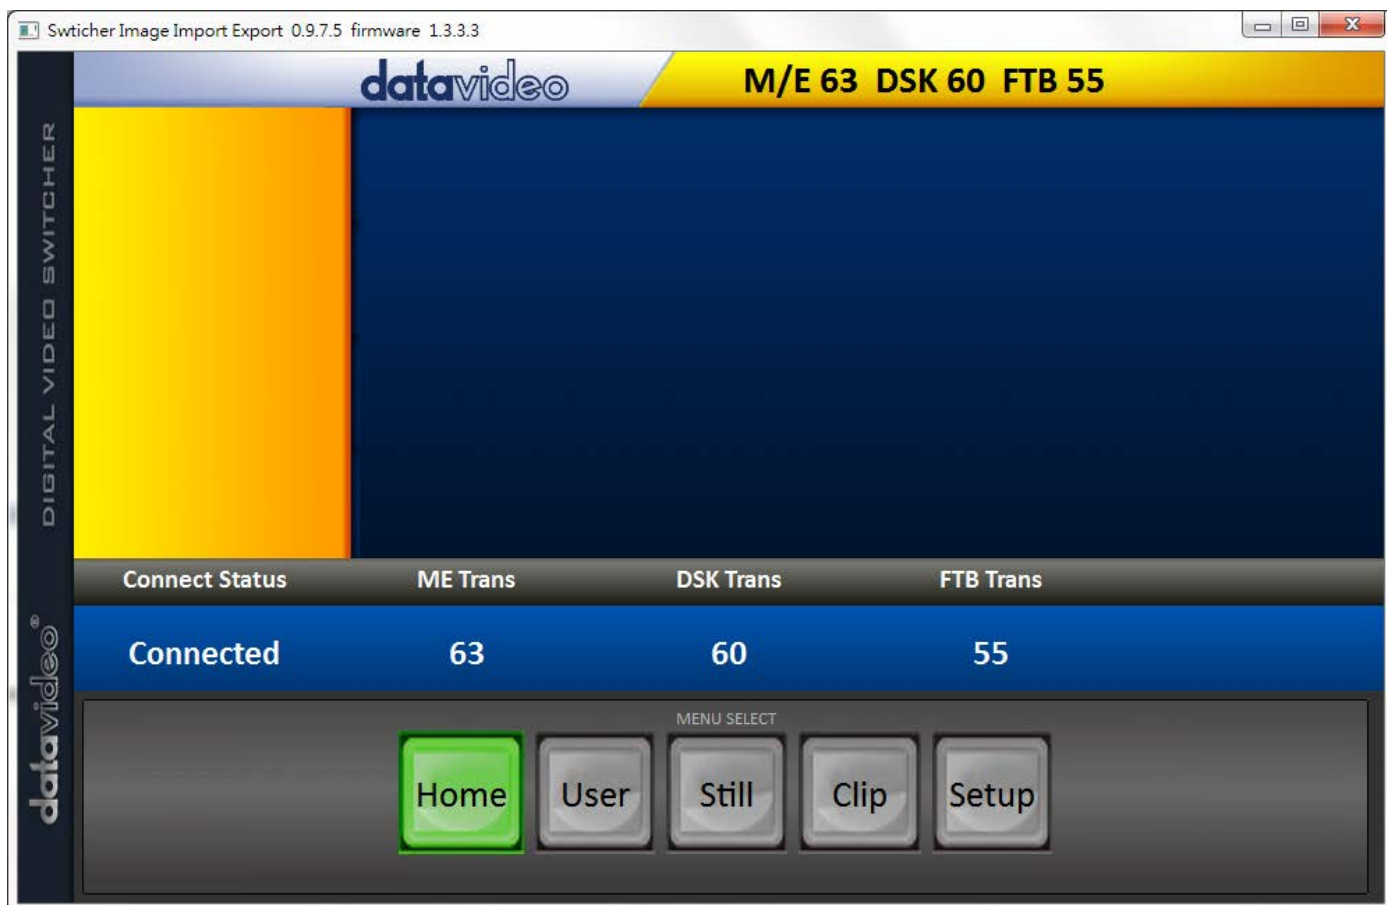 Swticher Image Import Export 0.9.7.5 firmware 1.3.3.3
datavideo
M/E 63 DSK 60 FTB 55
DIGITAL VIDEO SWITCHER
datavideo®
Connect Status ME Trans DSK Trans FTB Trans
Connected 63 60 55
MENU SELECT
Home User Still Clip Setup